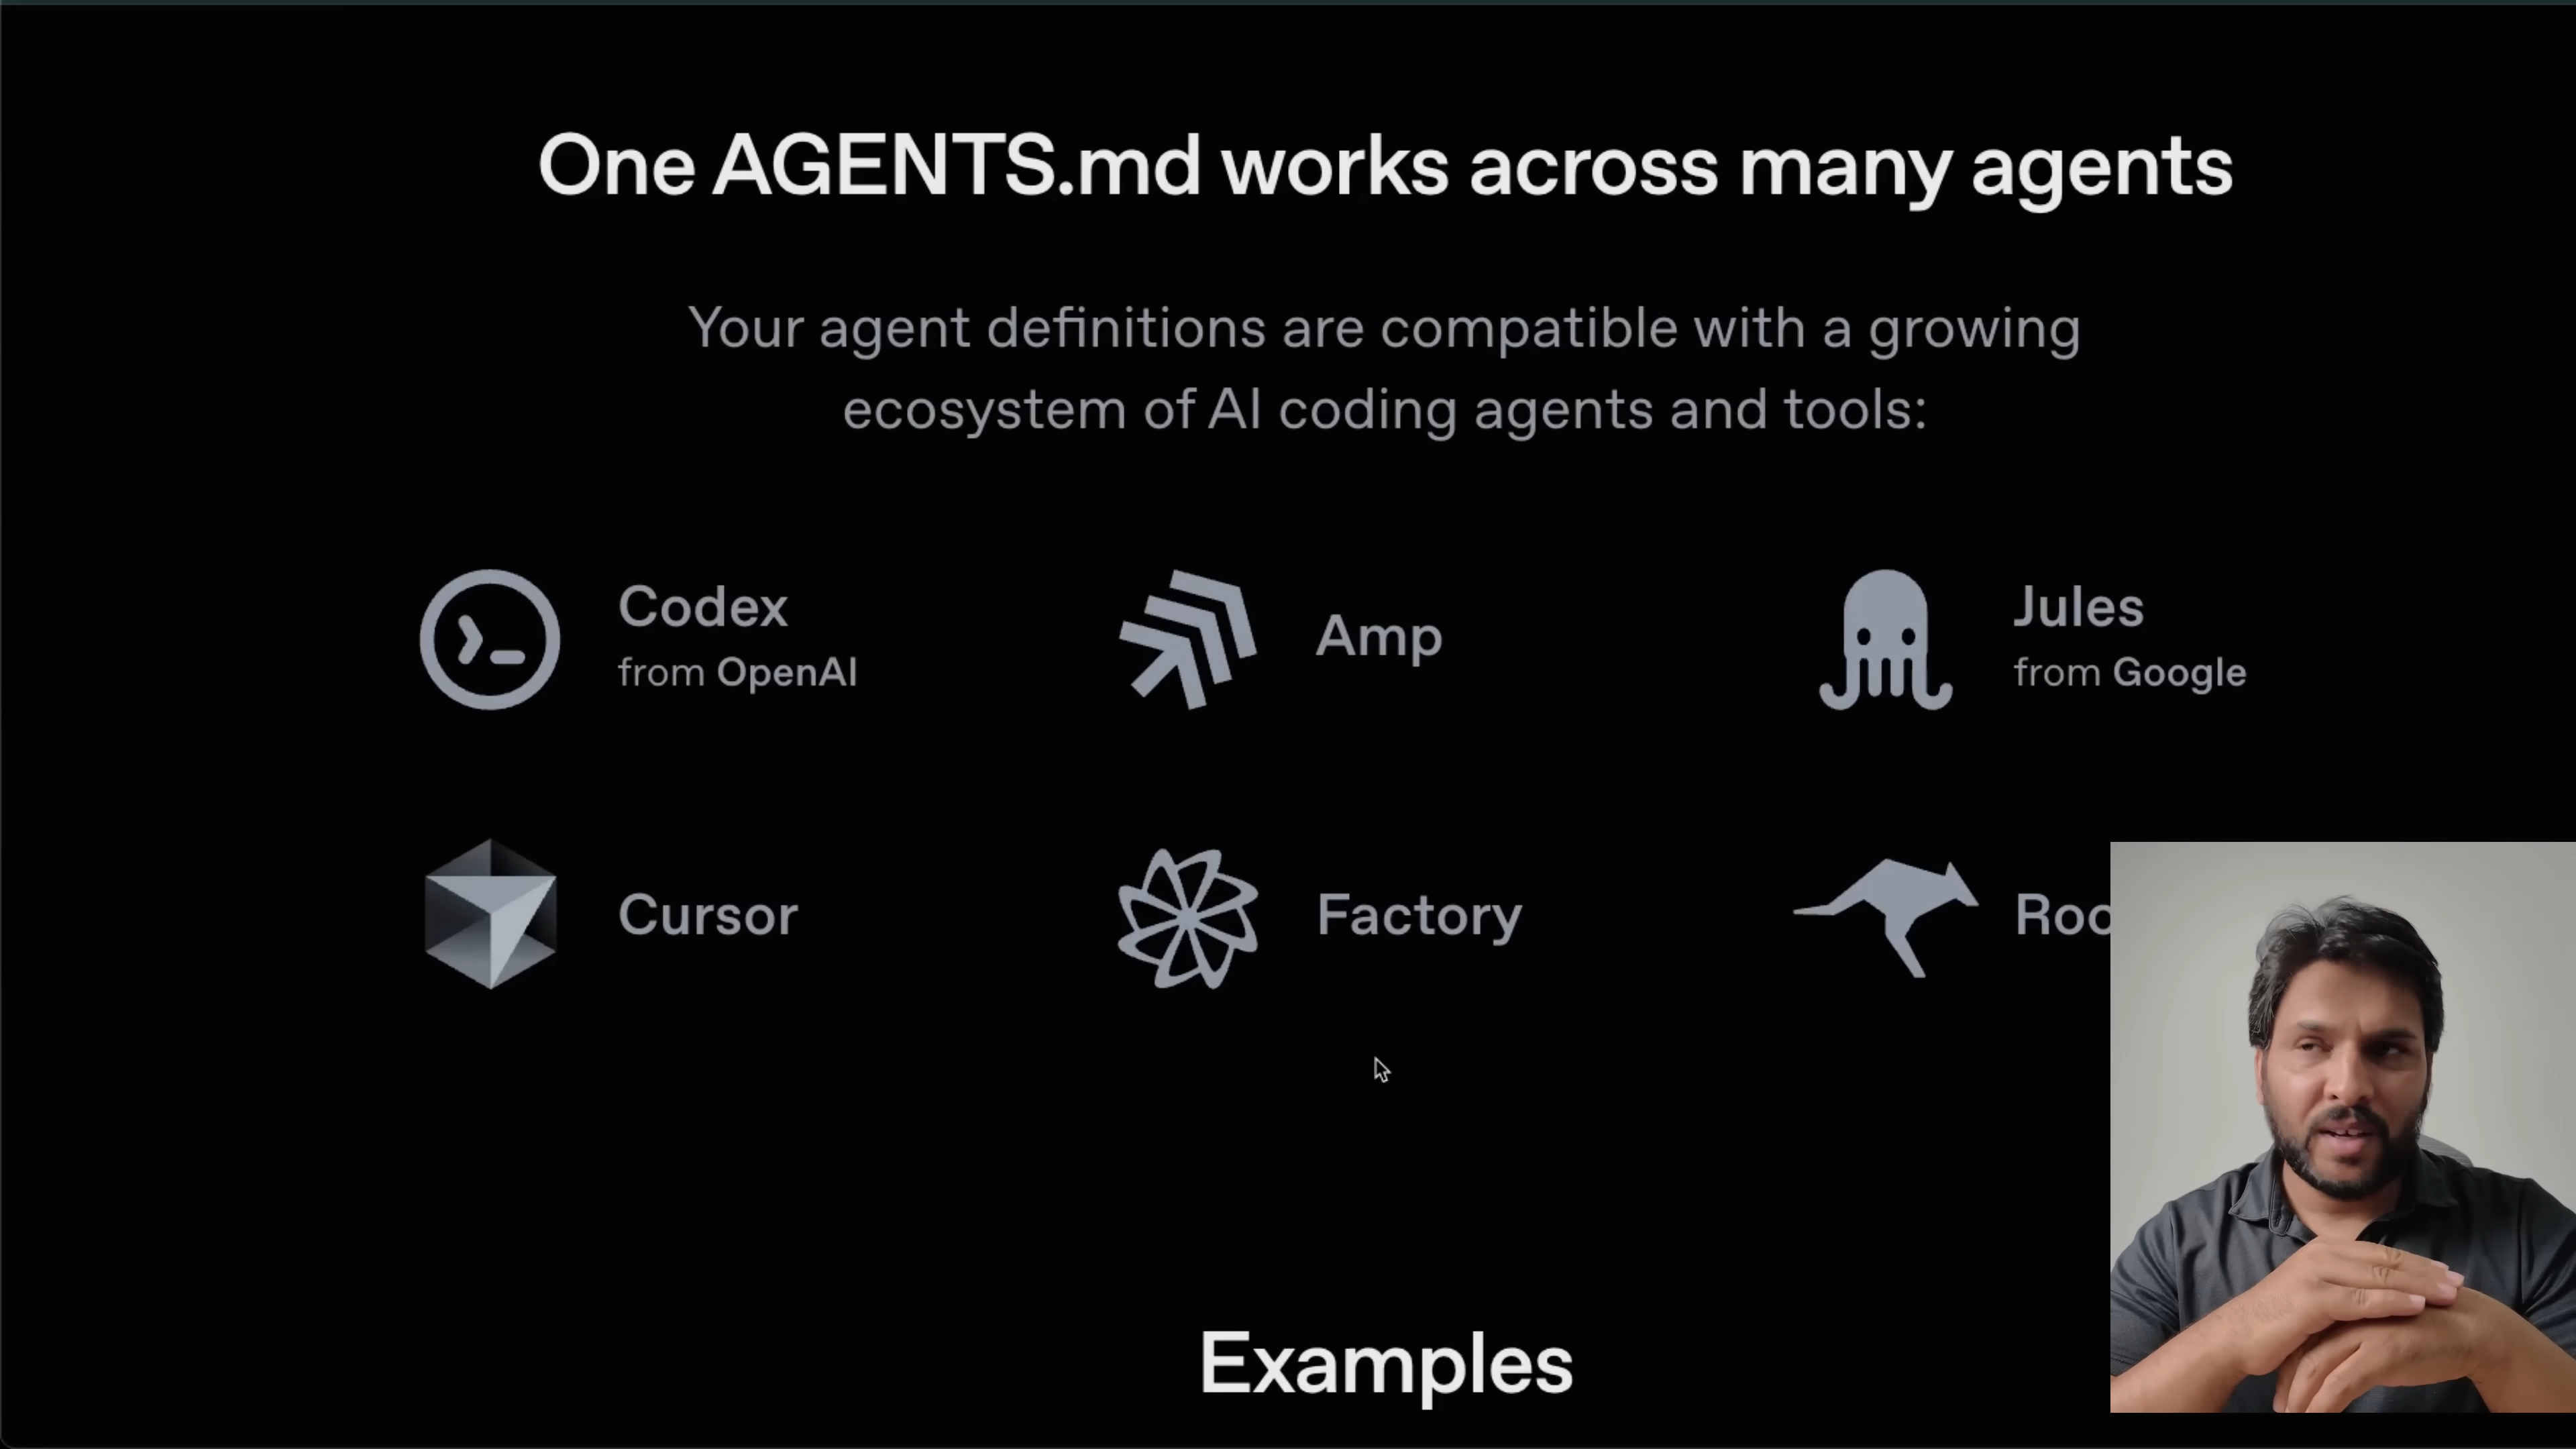 One AGENTS.md works across many agents
Your agent definitions are compatible with a growing
ecosystem of AI coding agents and tools:
Codex
from OpenAI
Amp
Jules
from Google
Cursor
Factory
Examples